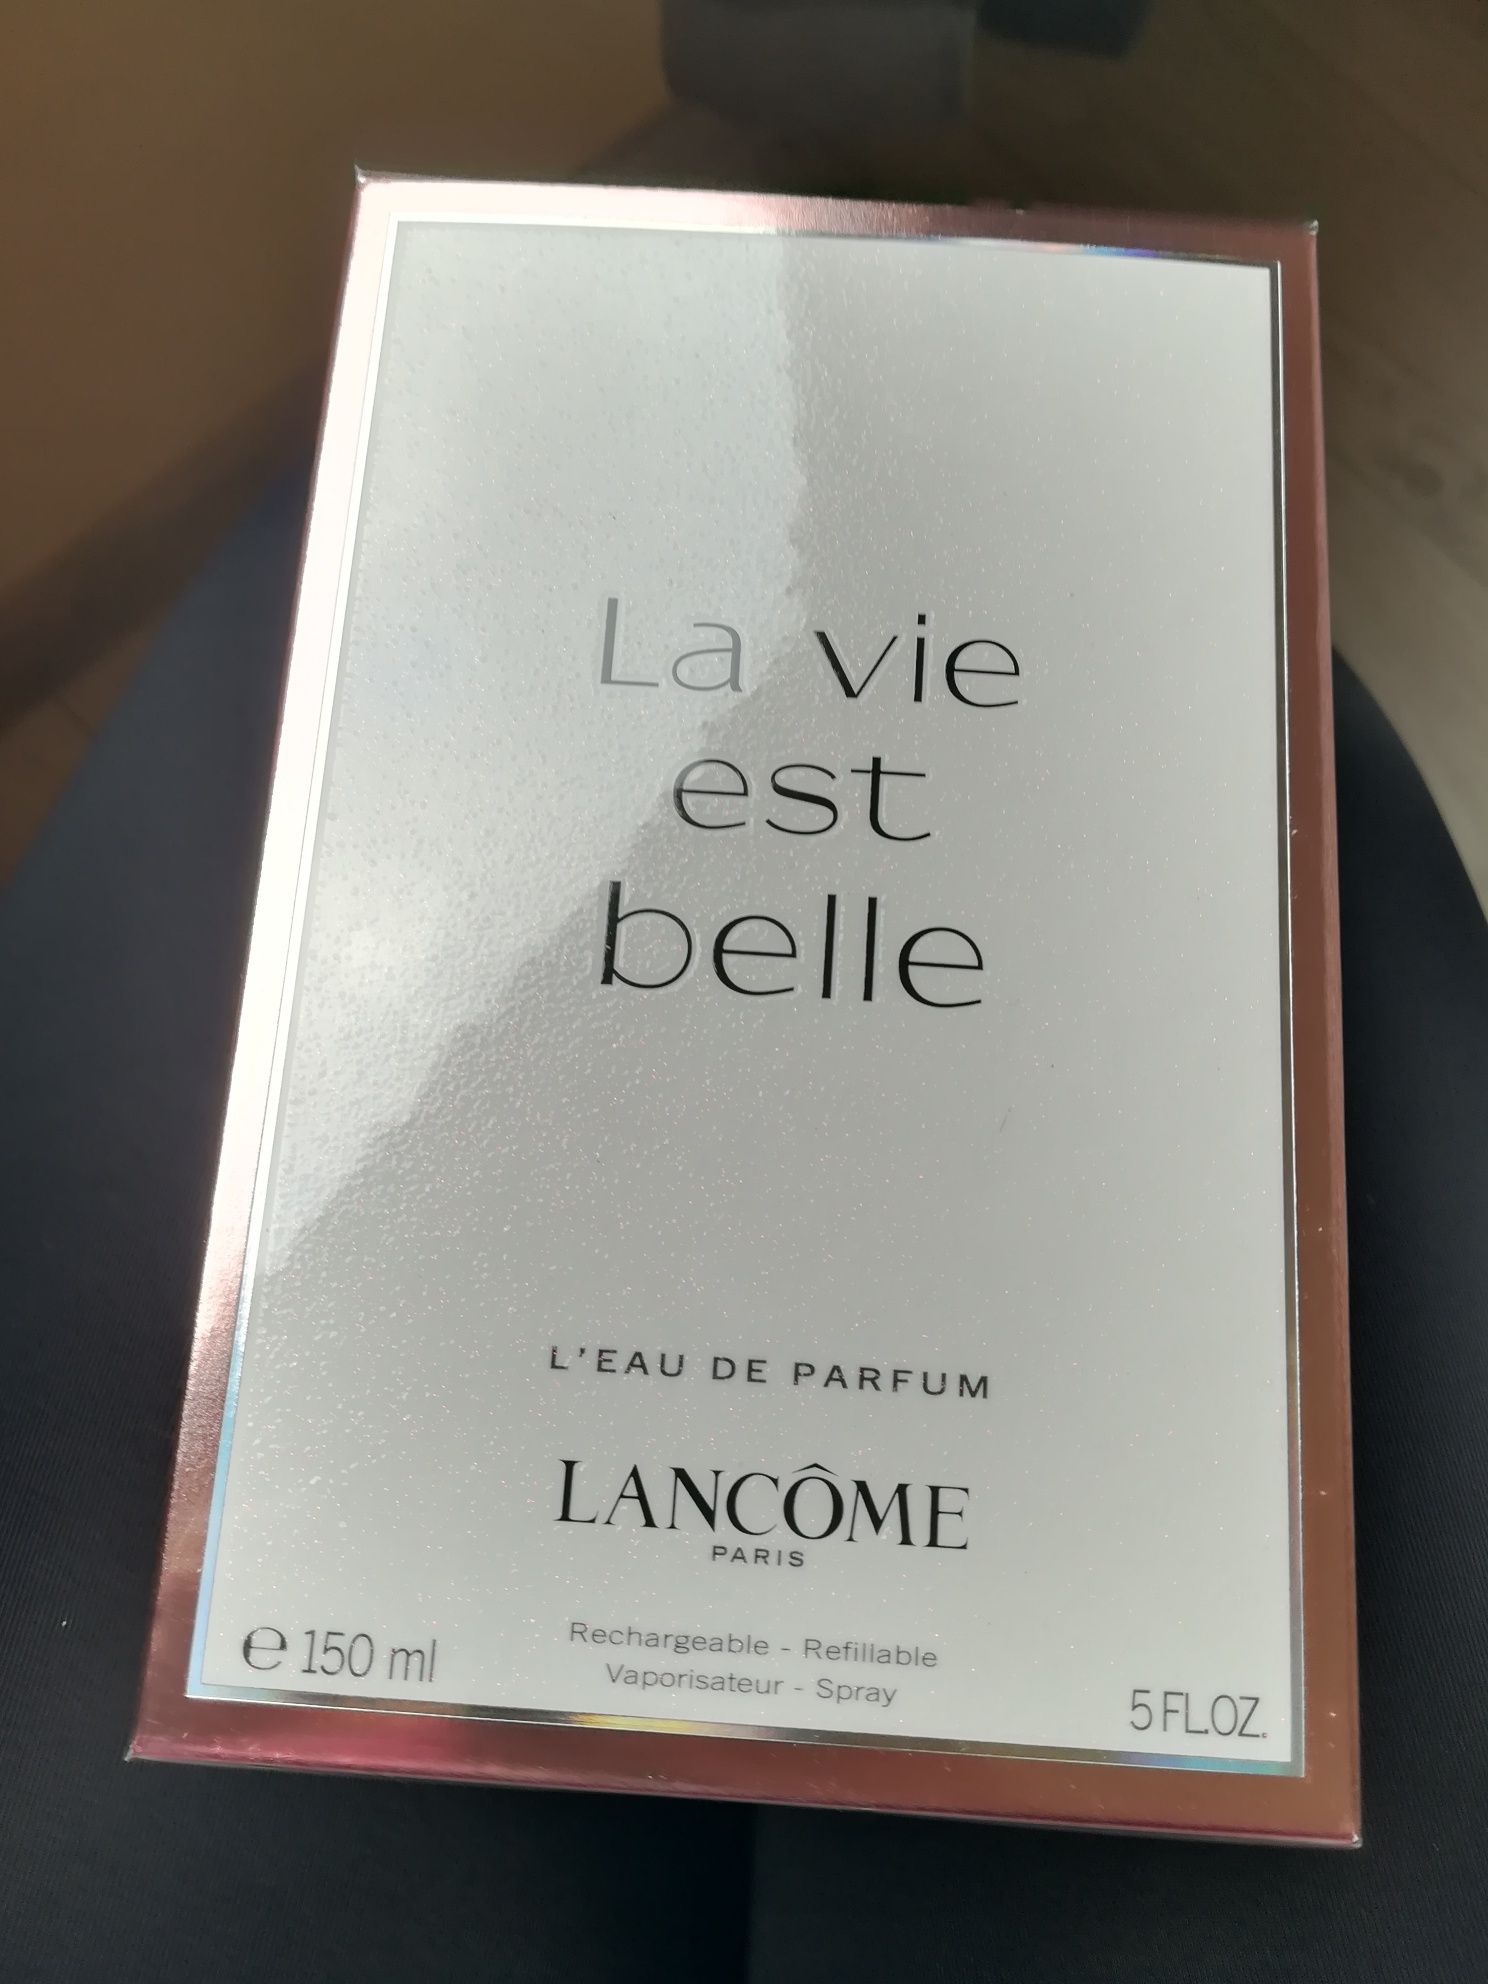 La vie
est
belle
L'EAU DE PARFUM
LANCÔME
PARIS
Rechargeable - Refillable
Vaporisateur - Spray
e 150 ml
5 FL.OZ.